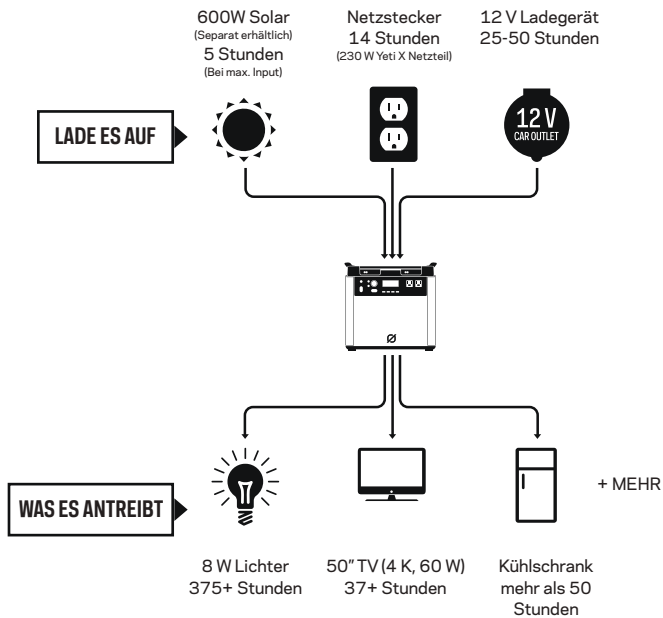 600W Solar
(Separat erhältlich)
5 Stunden
(Bei max. Input)
Netzstecker
14 Stunden
(230 W Yeti X Netzteil)
12 V Ladegerät
25-50 Stunden
LADE ES AUF
12 V
CAR OUTLET
WAS ES ANTREIBT
+ MEHR
8 W Lichter
375+ Stunden
50” TV (4 K, 60 W)
37+ Stunden
Kühlschrank
mehr als 50
Stunden